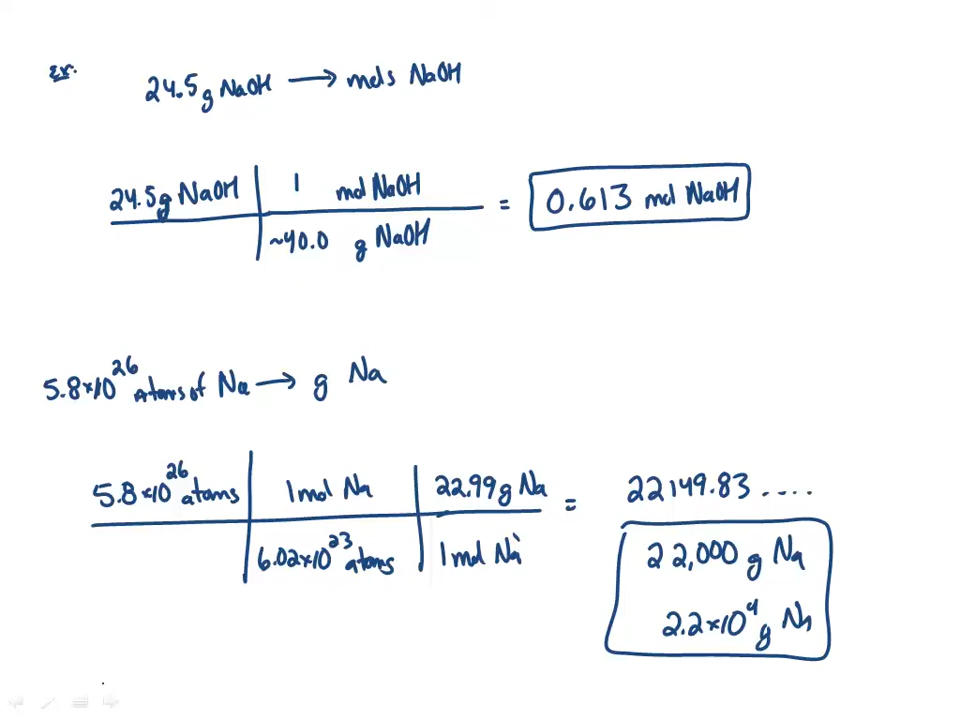 Ex.
24.5g NaOH → mols NaOH
24.5g NaOH | 1 mol NaOH = 0.613 mol NaOH
~40.0 g NaOH
5.8×10^26 Atoms of Na → g Na
5.8×10^26 atoms | 1 mol Na | 22.99 g Na = 22149.83 ....
6.02×10^23 atoms | 1 mol Na
22,000 g Na
2.2×10^4 g Na